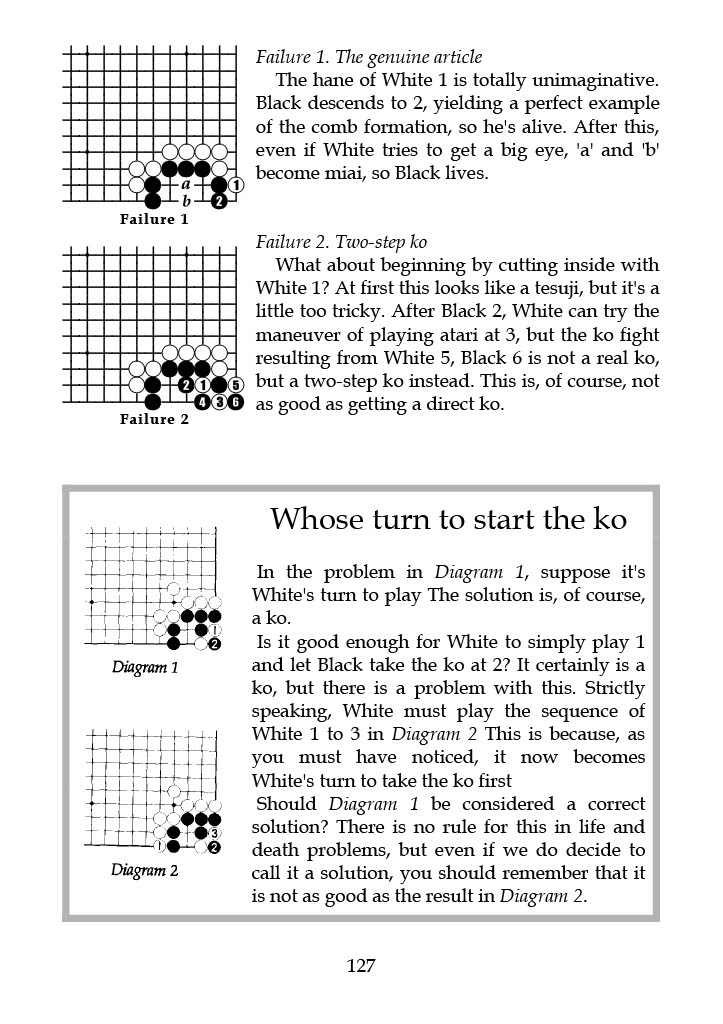 Failure 1. The genuine article
The hane of White 1 is totally unimaginative.
Black descends to 2, yielding a perfect example
of the comb formation, so he's alive. After this,
even if White tries to get a big eye, 'a' and 'b'
become miai, so Black lives.
a
1
b
2
Failure 1
Failure 2. Two-step ko
What about beginning by cutting inside with
White 1? At first this looks like a tesuji, but it's a
little too tricky. After Black 2, White can try the
maneuver of playing atari at 3, but the ko fight
resulting from White 5, Black 6 is not a real ko,
but a two-step ko instead. This is, of course, not
as good as getting a direct ko.
2 1 5
4 3 6
Failure 2
Whose turn to start the ko
In the problem in Diagram 1, suppose it's
White's turn to play The solution is, of course,
a ko.
Is it good enough for White to simply play 1
and let Black take the ko at 2? It certainly is a
ko, but there is a problem with this. Strictly
speaking, White must play the sequence of
White 1 to 3 in Diagram 2 This is because, as
you must have noticed, it now becomes
White's turn to take the ko first
Should Diagram 1 be considered a correct
solution? There is no rule for this in life and
death problems, but even if we do decide to
call it a solution, you should remember that it
is not as good as the result in Diagram 2.
1
2
Diagram 1
3
1 2
Diagram 2
127